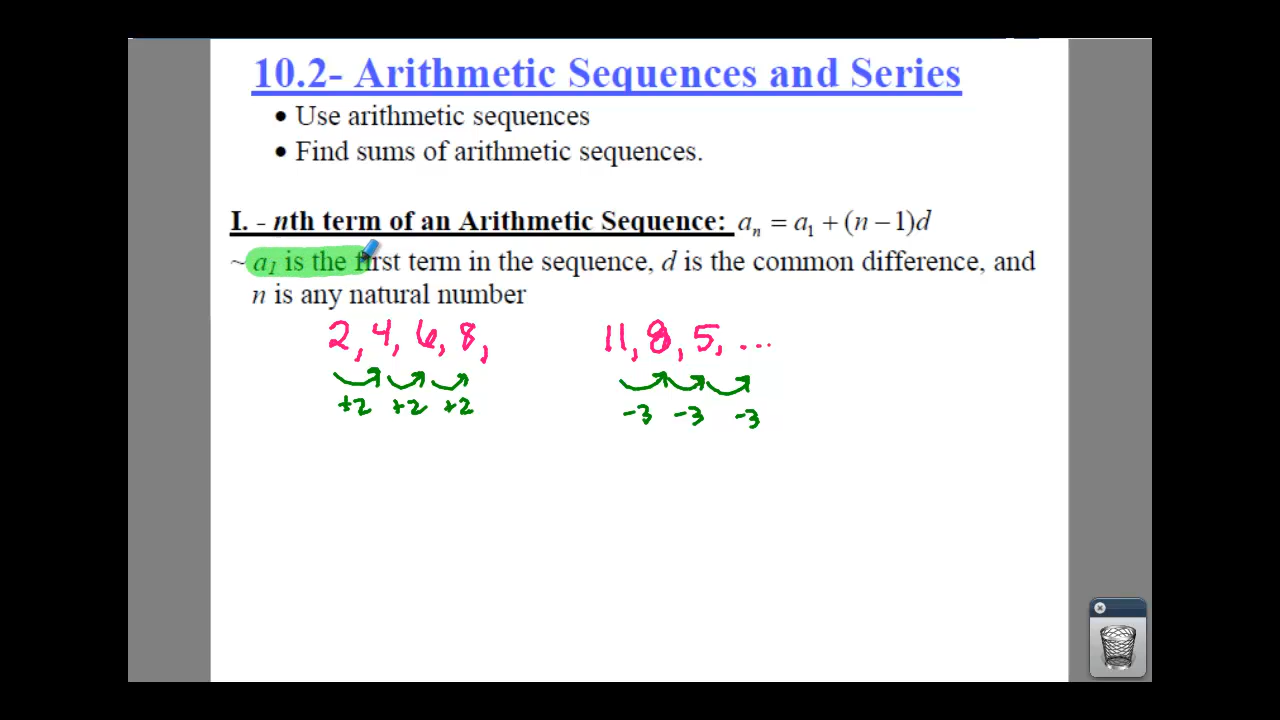 10.2- Arithmetic Sequences and Series
• Use arithmetic sequences
• Find sums of arithmetic sequences.
I. - nth term of an Arithmetic Sequence: aₙ = a₁ + (n − 1)d
~ a₁ is the first term in the sequence, d is the common difference, and
n is any natural number
2, 4, 6, 8, 11, 8, 5, ...
+2 +2 +2 -3 -3 -3